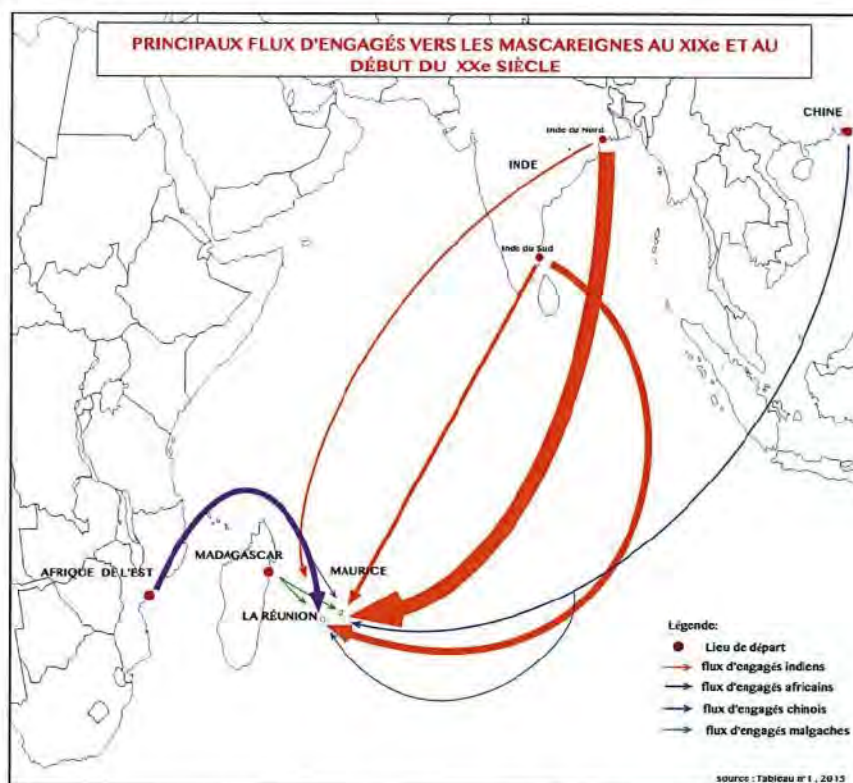 PRINCIPAUX FLUX D'ENGAGÉS VERS LES MASCAREIGNES AU XIXe ET AU
DÉBUT DU XXe SIÈCLE
CHINE
Inde du Nord
INDE
Inde du Sud
MADAGASCAR
MAURICE
AFRIQUE DE L'EST
LA RÉUNION
Légende:
Lieu de départ
flux d'engagés indiens
flux d'engagés africains
flux d'engagés chinois
flux d'engagés malgaches
source : Tableau n°1, 2015